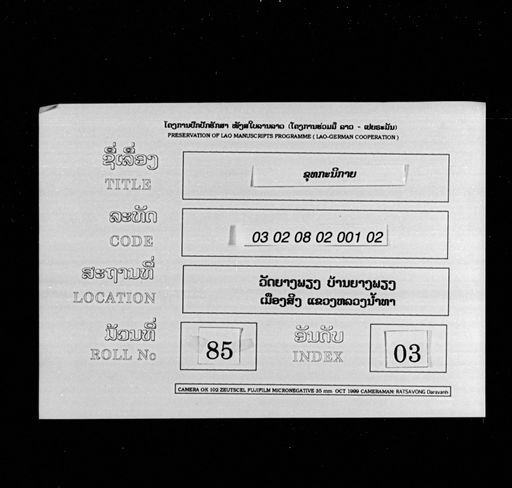 ໂຄງການປົກປັກຮັກສາ ໜັງສືໃບລານລາວ (ໂຄງການຮ່ວມມື ລາວ - ເຢຍຣະມັນ)
PRESERVATION OF LAO MANUSCRIPTS PROGRAMME ( LAO-GERMAN COOPERATION )
ຊື່ເລື່ອງ
TITLE
ຂຸທກະນິກາຍ
ລະຫັດ
CODE
03 02 08 02 001 02
ສະຖານທີ່
LOCATION
ວັດຍາງພຽງ ບ້ານຍາງພຽງ
ເມືອງສິງ ແຂວງຫລວງນ້ຳທາ
ມ້ວນທີ່
ROLL No
85
ອັນດັບ
INDEX
03
CAMERA OK 102 ZEUTSCEL FUJIFILM MICRONEGATIVE 35 mm. OCT 1999 CAMERAMAN: RATSAVONG Daravanh